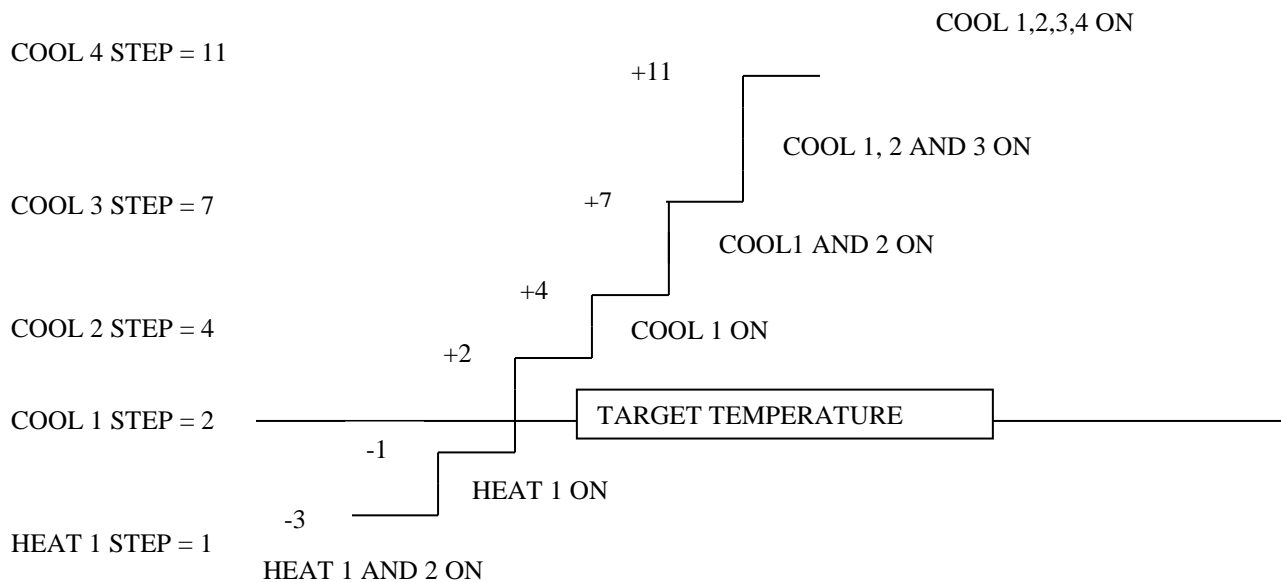 COOL 1,2,3,4 ON
COOL 4 STEP = 11
+11
COOL 1, 2 AND 3 ON
COOL 3 STEP = 7
+7
COOL1 AND 2 ON
+4
COOL 2 STEP = 4
COOL 1 ON
+2
COOL 1 STEP = 2
TARGET TEMPERATURE
-1
HEAT 1 ON
-3
HEAT 1 STEP = 1
HEAT 1 AND 2 ON